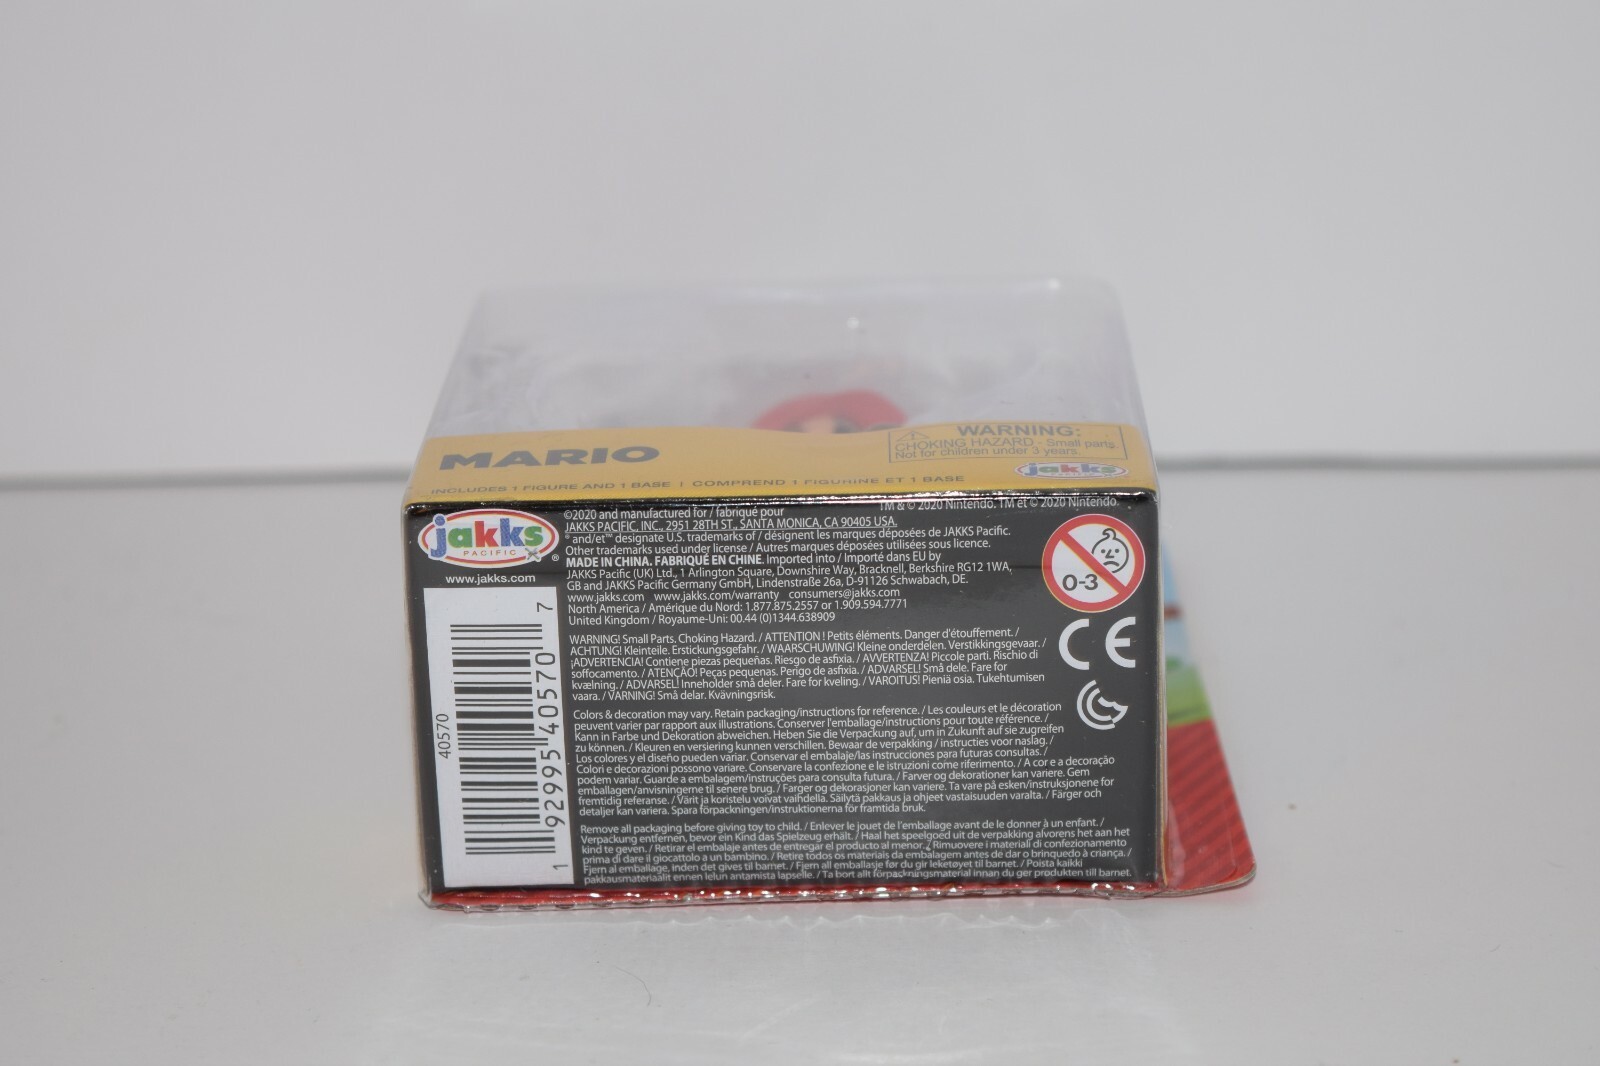 MARIO
WARNING:
CHOKING HAZARD - Small parts.
Not for children under 3 years.
INCLUDES 1 FIGURE AND 1 BASE | COMPREND 1 FIGURINE ET 1 BASE
jakks
PACIFIC
jakks
PACIFIC
®
www.jakks.com
TM & © 2020 Nintendo. TM et © 2020 Nintendo.
©2020 and manufactured for / fabriqué pour
JAKKS PACIFIC, INC., 2951 28TH ST., SANTA MONICA, CA 90405 USA.
® and/et™ designate U.S. trademarks of / désignent les marques déposées de JAKKS Pacific.
Other trademarks used under license / Autres marques déposées utilisées sous licence.
MADE IN CHINA. FABRIQUÉ EN CHINE. Imported into / Importé dans EU by
JAKKS Pacific (UK) Ltd., 1 Arlington Square, Downshire Way, Bracknell, Berkshire RG12 1WA,
GB and JAKKS Pacific Germany GmbH, Lindenstraße 26a, D-91126 Schwabach, DE.
www.jakks.com www.jakks.com/warranty consumers@jakks.com
North America / Amérique du Nord: 1.877.875.2557 or 1.909.594.7771
United Kingdom / Royaume-Uni: 00.44 (0)1344.638909
0-3
CE
WARNING! Small Parts. Choking Hazard. / ATTENTION ! Petits éléments. Danger d'étouffement. /
ACHTUNG! Kleinteile. Erstickungsgefahr. / WAARSCHUWING! Kleine onderdelen. Verstikkingsgevaar. /
¡ADVERTENCIA! Contiene piezas pequeñas. Riesgo de asfixia. / AVVERTENZA! Piccole parti. Rischio di
soffocamento. / ATENÇÃO! Peças pequenas. Perigo de asfixia. / ADVARSEL! Små dele. Fare for
kvælning. / ADVARSEL! Inneholder små deler. Fare for kveling. / VAROITUS! Pieniä osia. Tukehtumisen
vaara. / VARNING! Små delar. Kvävningsrisk.
Colors & decoration may vary. Retain packaging/instructions for reference. / Les couleurs et le décoration
peuvent varier par rapport aux illustrations. Conserver l'emballage/instructions pour toute référence. /
Kann in Farbe und Dekoration abweichen. Heben Sie die Verpackung auf, um in Zukunft auf sie zugreifen
zu können. / Kleuren en versiering kunnen verschillen. Bewaar de verpakking / instructies voor naslag. /
Los colores y el diseño pueden variar. Conservar el embalaje/las instrucciones para futuras consultas. /
Colori e decorazioni possono variare. Conservare la confezione e le istruzioni come riferimento. / A cor e a decoração
podem variar. Guarde a embalagem/instruções para consulta futura. / Farver og dekorationer kan variere. Gem
emballagen/anvisningerne til senere brug. / Farger og dekorasjoner kan variere. Ta vare på esken/instruksjonene for
fremtidig referanse. / Värit ja koristelu voivat vaihdella. Säilytä pakkaus ja ohjeet vastaisuuden varalta. / Färger och
detaljer kan variera. Spara förpackningen/instruktionerna för framtida bruk.
Remove all packaging before giving toy to child. / Enlever le jouet de l'emballage avant de le donner à un enfant. /
Verpackung entfernen, bevor ein Kind das Spielzeug erhält. / Haal het speelgoed uit de verpakking alvorens het aan het
kind te geven. / Retirar el embalaje antes de entregar el producto al menor. / Rimuovere i materiali di confezionamento
prima di dare il giocattolo a un bambino. / Retire todos os materiais da embalagem antes de dar o brinquedo à criança. /
Fjern al emballage, inden det gives til barnet. / Fjern all emballasje før du gir leketøyet til barnet. / Poista kaikki
pakkausmateriaalit ennen lelun antamista lapselle. / Ta bort allt förpackningsmaterial innan du ger produkten till barnet.
40570
1 92995 40570 7